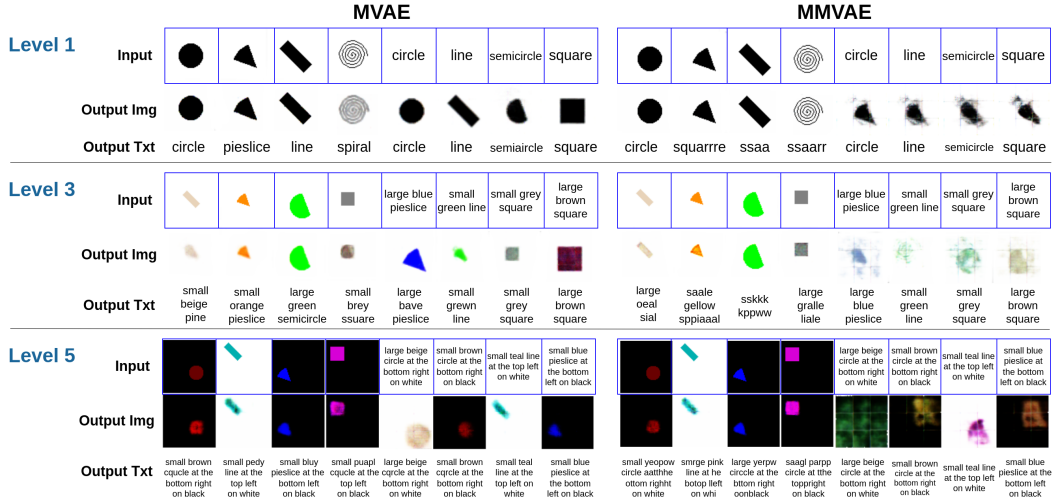 MVAE MMVAE
Level 1
Input circle line semicircle square circle line semicircle square
Output Img
Output Txt circle pieslice line spiral circle line semiaircle square circle squarrre ssaa ssaarr circle line semicircle square
Level 3
Input large blue pieslice small green line small grey square large brown square large blue pieslice small green line small grey square large brown square
Output Img
Output Txt small beige pine small orange pieslice large green semicircle small brey ssuare large bave pieslice small grewn line small grey square large brown square large oeal sial saale gellow sppiaaal sskkk kppww large gralle liale large blue pieslice small green line small grey square large brown square
Level 5
Input large beige circle at the bottom right on white small brown circle at the bottom right on black small teal line at the top left on white small blue pieslice at the bottom left on black large beige circle at the bottom right on white small brown circle at the bottom right on black small teal line at the top left on white small blue pieslice at the bottom left on black
Output Img
Output Txt small brown cqucle at the bottom right on black small pedy line at the top left on white small bluy pieslice at the bottom left on black small puapl cqucle at the top left on black large beige cqrcle at the bottom right on white small brown cqrcle at the bottom right on black small teal line at the top left on white small blue pieslice at the bottom left on black small yeopow circle aathhe ottom righht on white smrge pink line at he botop lleft on whi large yerpw circle at the bottom right oonblack saagl parpp circle at the toppright on black large beige circle at the bottom right on white small brown circle at the bottom right on black small teal line at the top left on white small blue pieslice at the bottom left on black